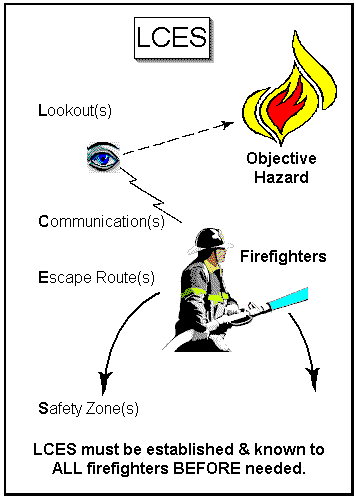 LCES
Lookout(s)
Objective
Hazard
Communication(s)
Firefighters
Escape Route(s)
Safety Zone(s)
LCES must be established & known to
ALL firefighters BEFORE needed.